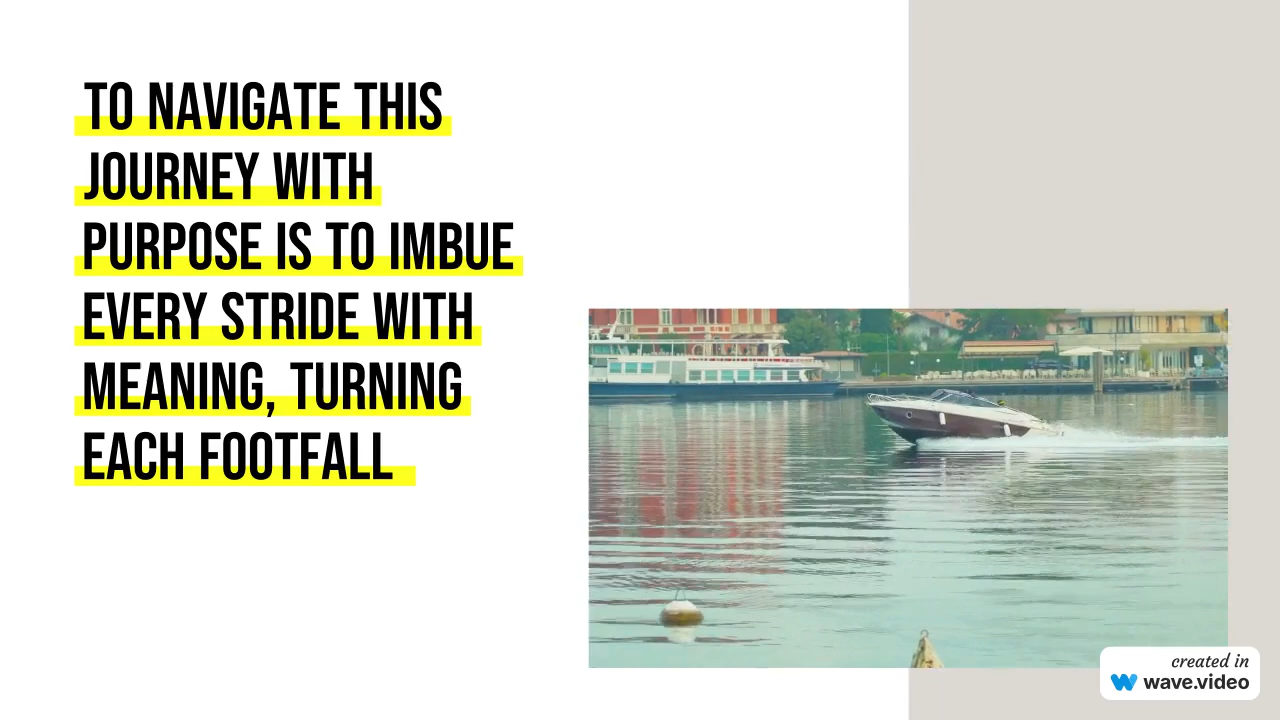 TO NAVIGATE THIS
JOURNEY WITH
PURPOSE IS TO IMBUE
EVERY STRIDE WITH
MEANING, TURNING
EACH FOOTFALL
created in
wave.video